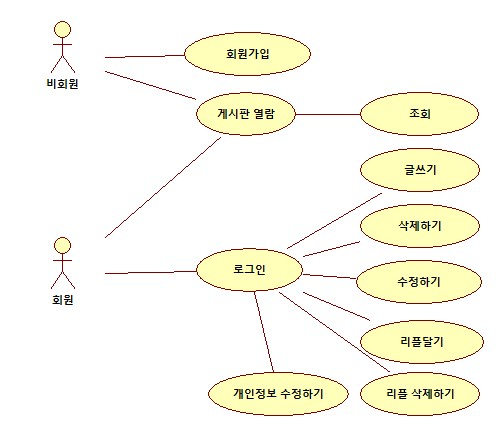 회원가입
비회원
게시판 열람
조회
글쓰기
삭제하기
로그인
수정하기
회원
리플달기
개인정보 수정하기
리플 삭제하기